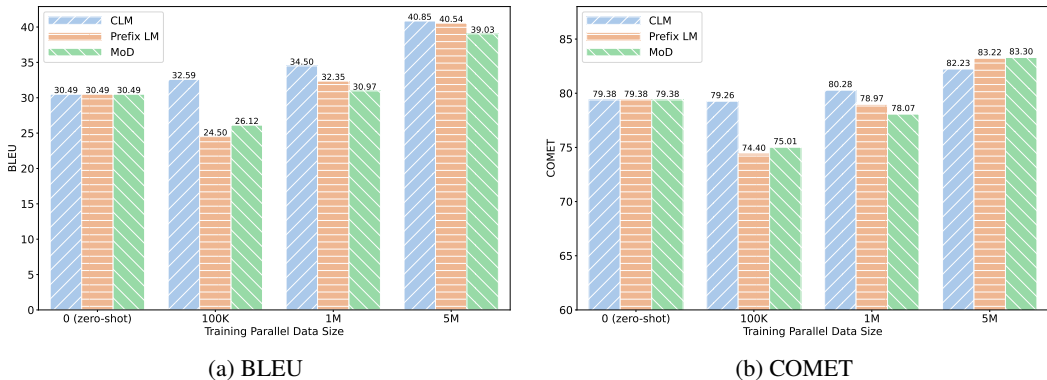 CLM
Prefix LM
MoD
BLEU
40
35
30
25
20
15
10
5
0
30.49 30.49 30.49
32.59
24.50
26.12
34.50
32.35
30.97
40.85
40.54
39.03
0 (zero-shot) 100K 1M 5M
Training Parallel Data Size
(a) BLEU
CLM
Prefix LM
MoD
COMET
85
80
75
70
65
60
79.38 79.38 79.38
79.26
74.40
75.01
80.28
78.97
78.07
82.23
83.22
83.30
0 (zero-shot) 100K 1M 5M
Training Parallel Data Size
(b) COMET